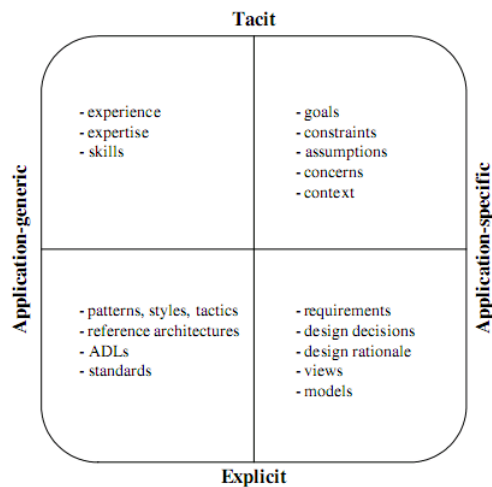 Tacit
- experience
- expertise
- skills
- goals
- constraints
- assumptions
- concerns
- context
Application-generic
Application-specific
- patterns, styles, tactics
- reference architectures
- ADLs
- standards
- requirements
- design decisions
- design rationale
- views
- models
Explicit